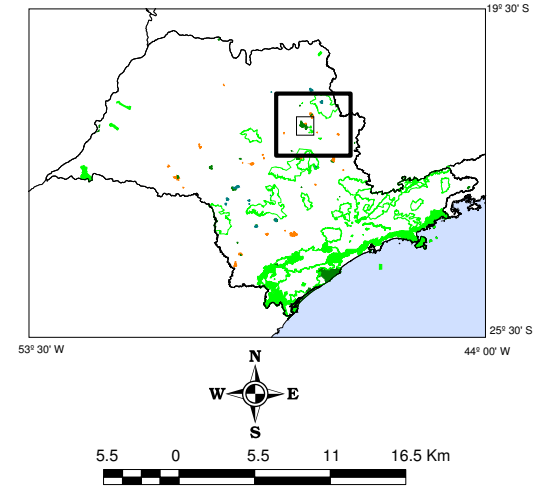 19º 30' S
25º 30' S
53º 30' W
44º 00' W
N
W E
S
5.5 0 5.5 11 16.5 Km